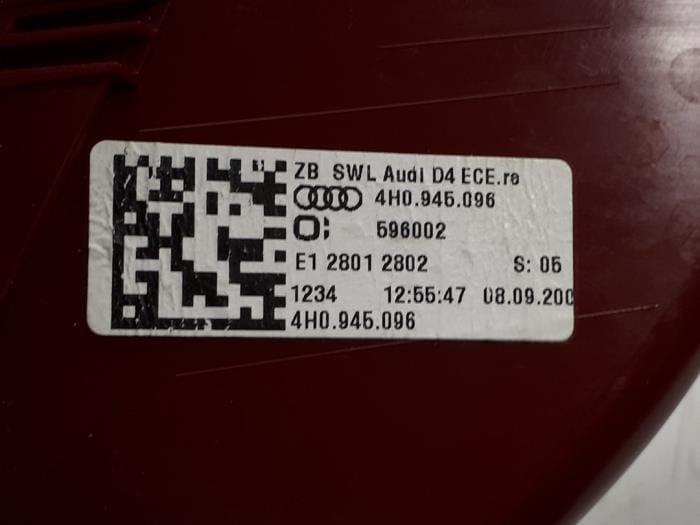 ZB SWL Audi D4 ECE.re
4H0.945.096
596002
E1 2801 2802 S: 05
1234 12:55:47 08.09.200
4H0.945.096